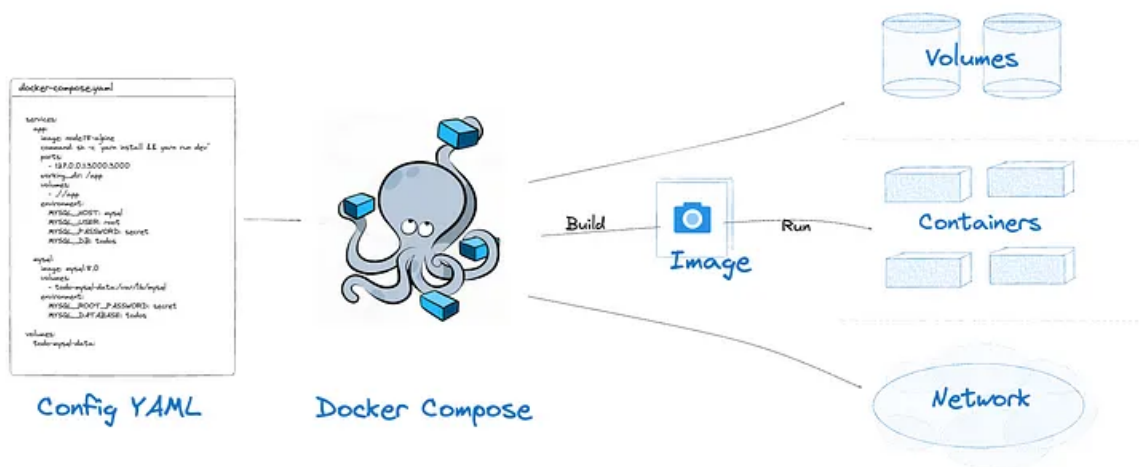 docker-compose.yaml
services:
app:
image: node:18-alpine
command: sh -c "yarn install && yarn run dev"
ports:
- 127.0.0.1:3000:3000
working_dir: /app
volumes:
- ./:/app
environment:
MYSQL_HOST: mysql
MYSQL_USER: root
MYSQL_PASSWORD: secret
MYSQL_DB: todos
mysql:
image: mysql:8.0
volumes:
- todo-mysql-data:/var/lib/mysql
environment:
MYSQL_ROOT_PASSWORD: secret
MYSQL_DATABASE: todos
volumes:
todo-mysql-data:
Config YAML
Docker Compose
Build
Image
Run
Volumes
Containers
Network